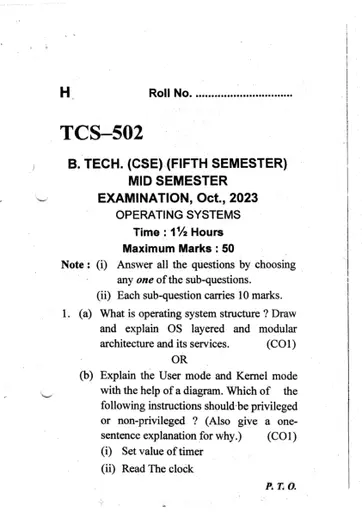 H
Roll No. ................................
TCS–502
B. TECH. (CSE) (FIFTH SEMESTER)
MID SEMESTER
EXAMINATION, Oct., 2023
OPERATING SYSTEMS
Time : 1½ Hours
Maximum Marks : 50
Note : (i) Answer all the questions by choosing
any one of the sub-questions.
(ii) Each sub-question carries 10 marks.
1. (a) What is operating system structure ? Draw
and explain OS layered and modular
architecture and its services. (CO1)
OR
(b) Explain the User mode and Kernel mode
with the help of a diagram. Which of the
following instructions should be privileged
or non-privileged ? (Also give a one-
sentence explanation for why.) (CO1)
(i) Set value of timer
(ii) Read The clock
P. T. O.